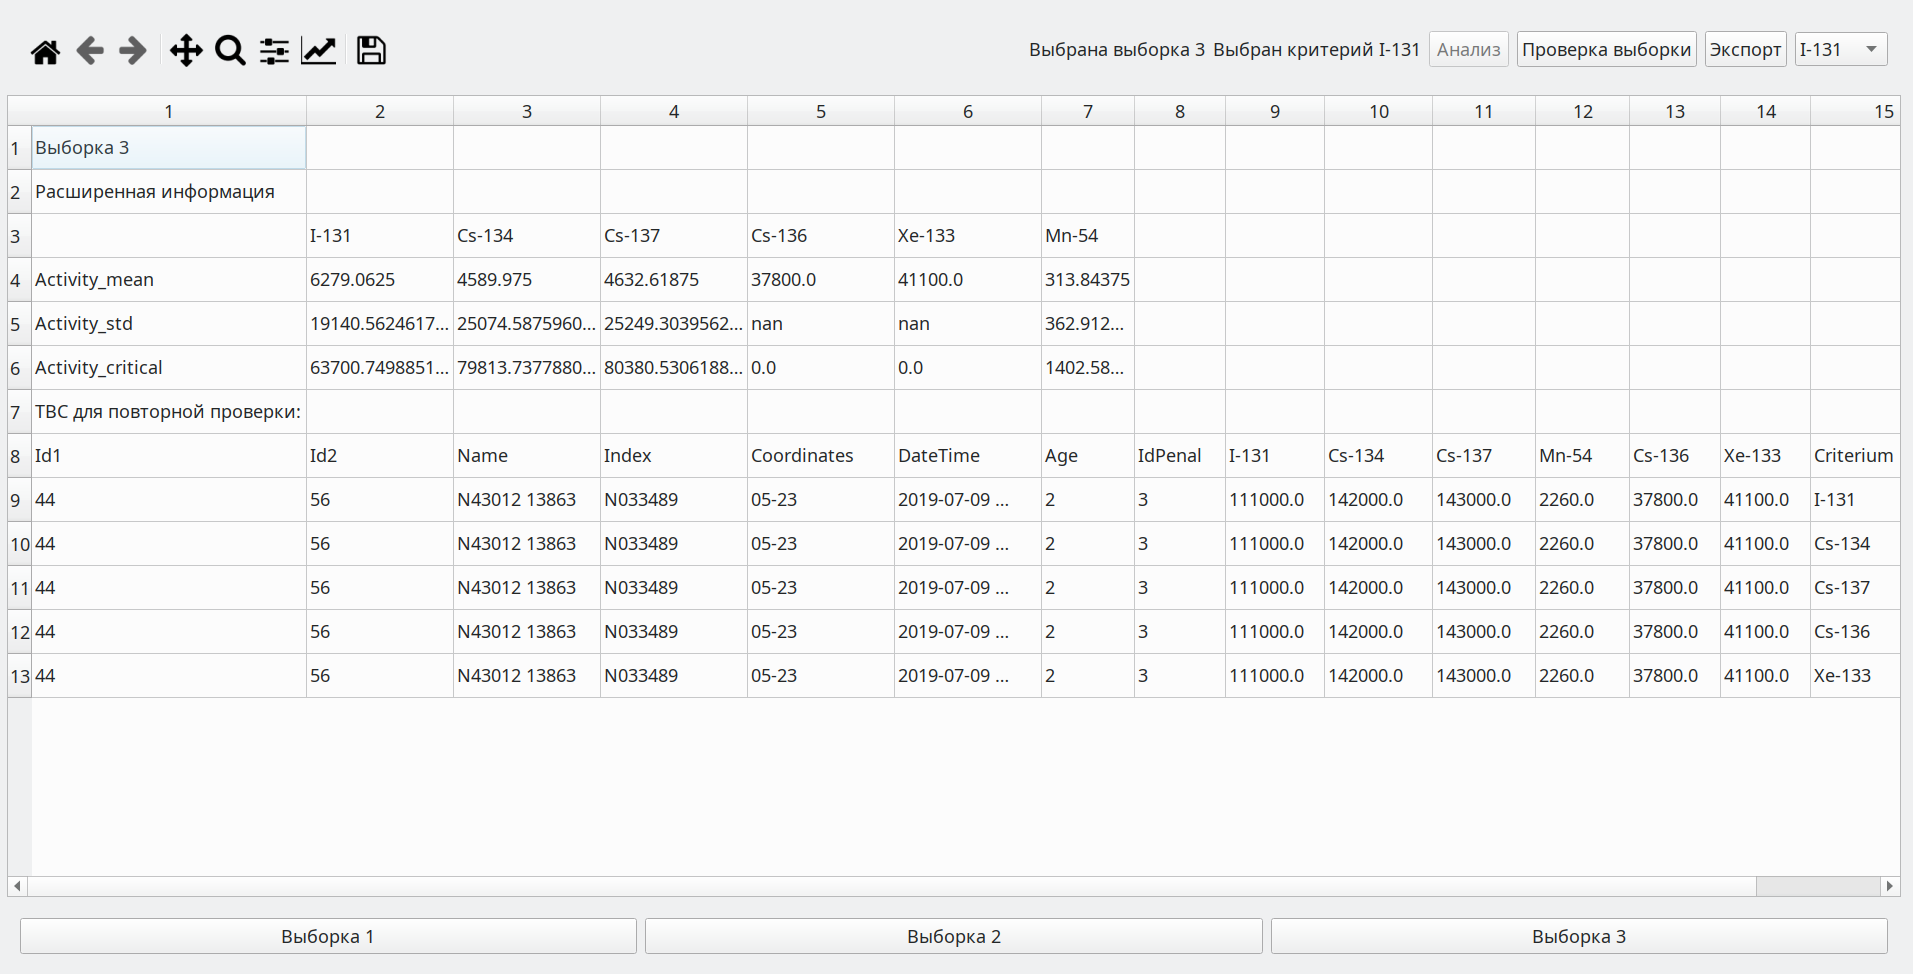 Выбрана выборка 3 Выбран критерий I-131 Анализ Проверка выборки Экспорт I-131
1 2 3 4 5 6 7 8 9 10 11 12 13 14 15
1 Выборка 3
2 Расширенная информация
3 I-131 Cs-134 Cs-137 Cs-136 Xe-133 Mn-54
4 Activity_mean 6279.0625 4589.975 4632.61875 37800.0 41100.0 313.84375
5 Activity_std 19140.5624617... 25074.5875960... 25249.3039562... nan nan 362.912...
6 Activity_critical 63700.7498851... 79813.7377880... 80380.5306188... 0.0 0.0 1402.58...
7 ТВС для повторной проверки:
8 Id1 Id2 Name Index Coordinates DateTime Age IdPenal I-131 Cs-134 Cs-137 Mn-54 Cs-136 Xe-133 Criterium
9 44 56 N43012 13863 N033489 05-23 2019-07-09 ... 2 3 111000.0 142000.0 143000.0 2260.0 37800.0 41100.0 I-131
10 44 56 N43012 13863 N033489 05-23 2019-07-09 ... 2 3 111000.0 142000.0 143000.0 2260.0 37800.0 41100.0 Cs-134
11 44 56 N43012 13863 N033489 05-23 2019-07-09 ... 2 3 111000.0 142000.0 143000.0 2260.0 37800.0 41100.0 Cs-137
12 44 56 N43012 13863 N033489 05-23 2019-07-09 ... 2 3 111000.0 142000.0 143000.0 2260.0 37800.0 41100.0 Cs-136
13 44 56 N43012 13863 N033489 05-23 2019-07-09 ... 2 3 111000.0 142000.0 143000.0 2260.0 37800.0 41100.0 Xe-133
Выборка 1 Выборка 2 Выборка 3